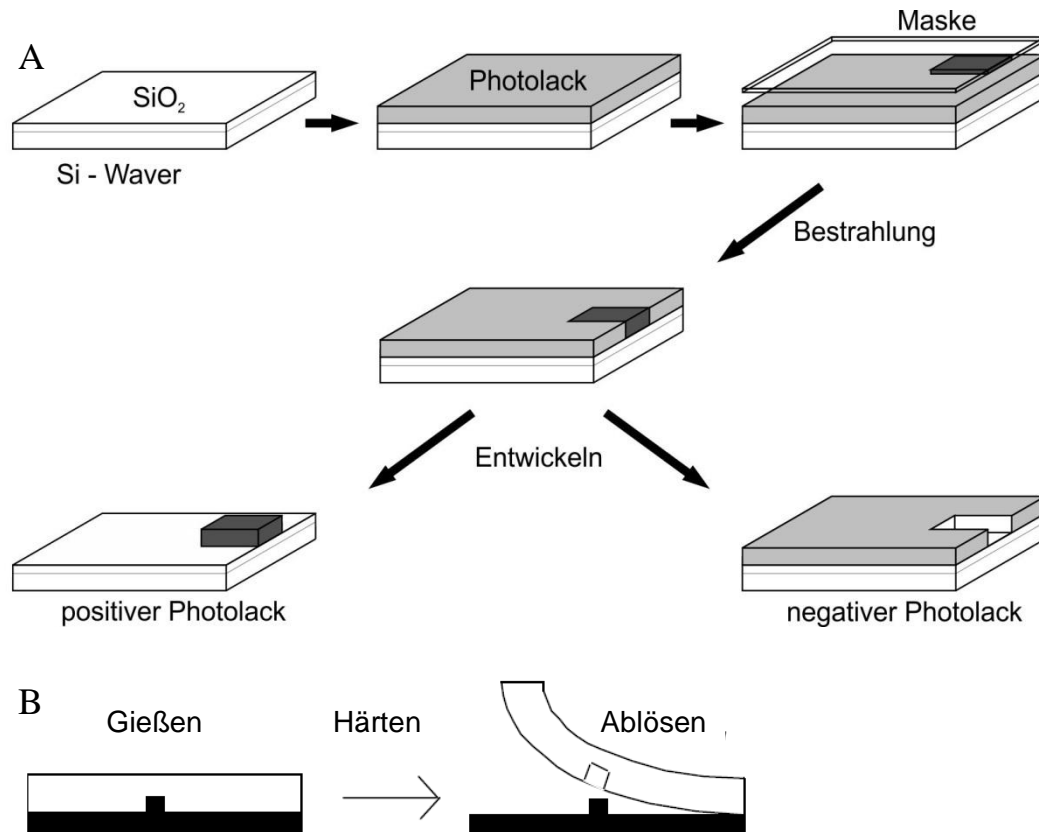 A
Maske
SiO₂
Photolack
Si - Waver
Bestrahlung
Entwickeln
positiver Photolack
negativer Photolack
B
Gießen
Härten
Ablösen